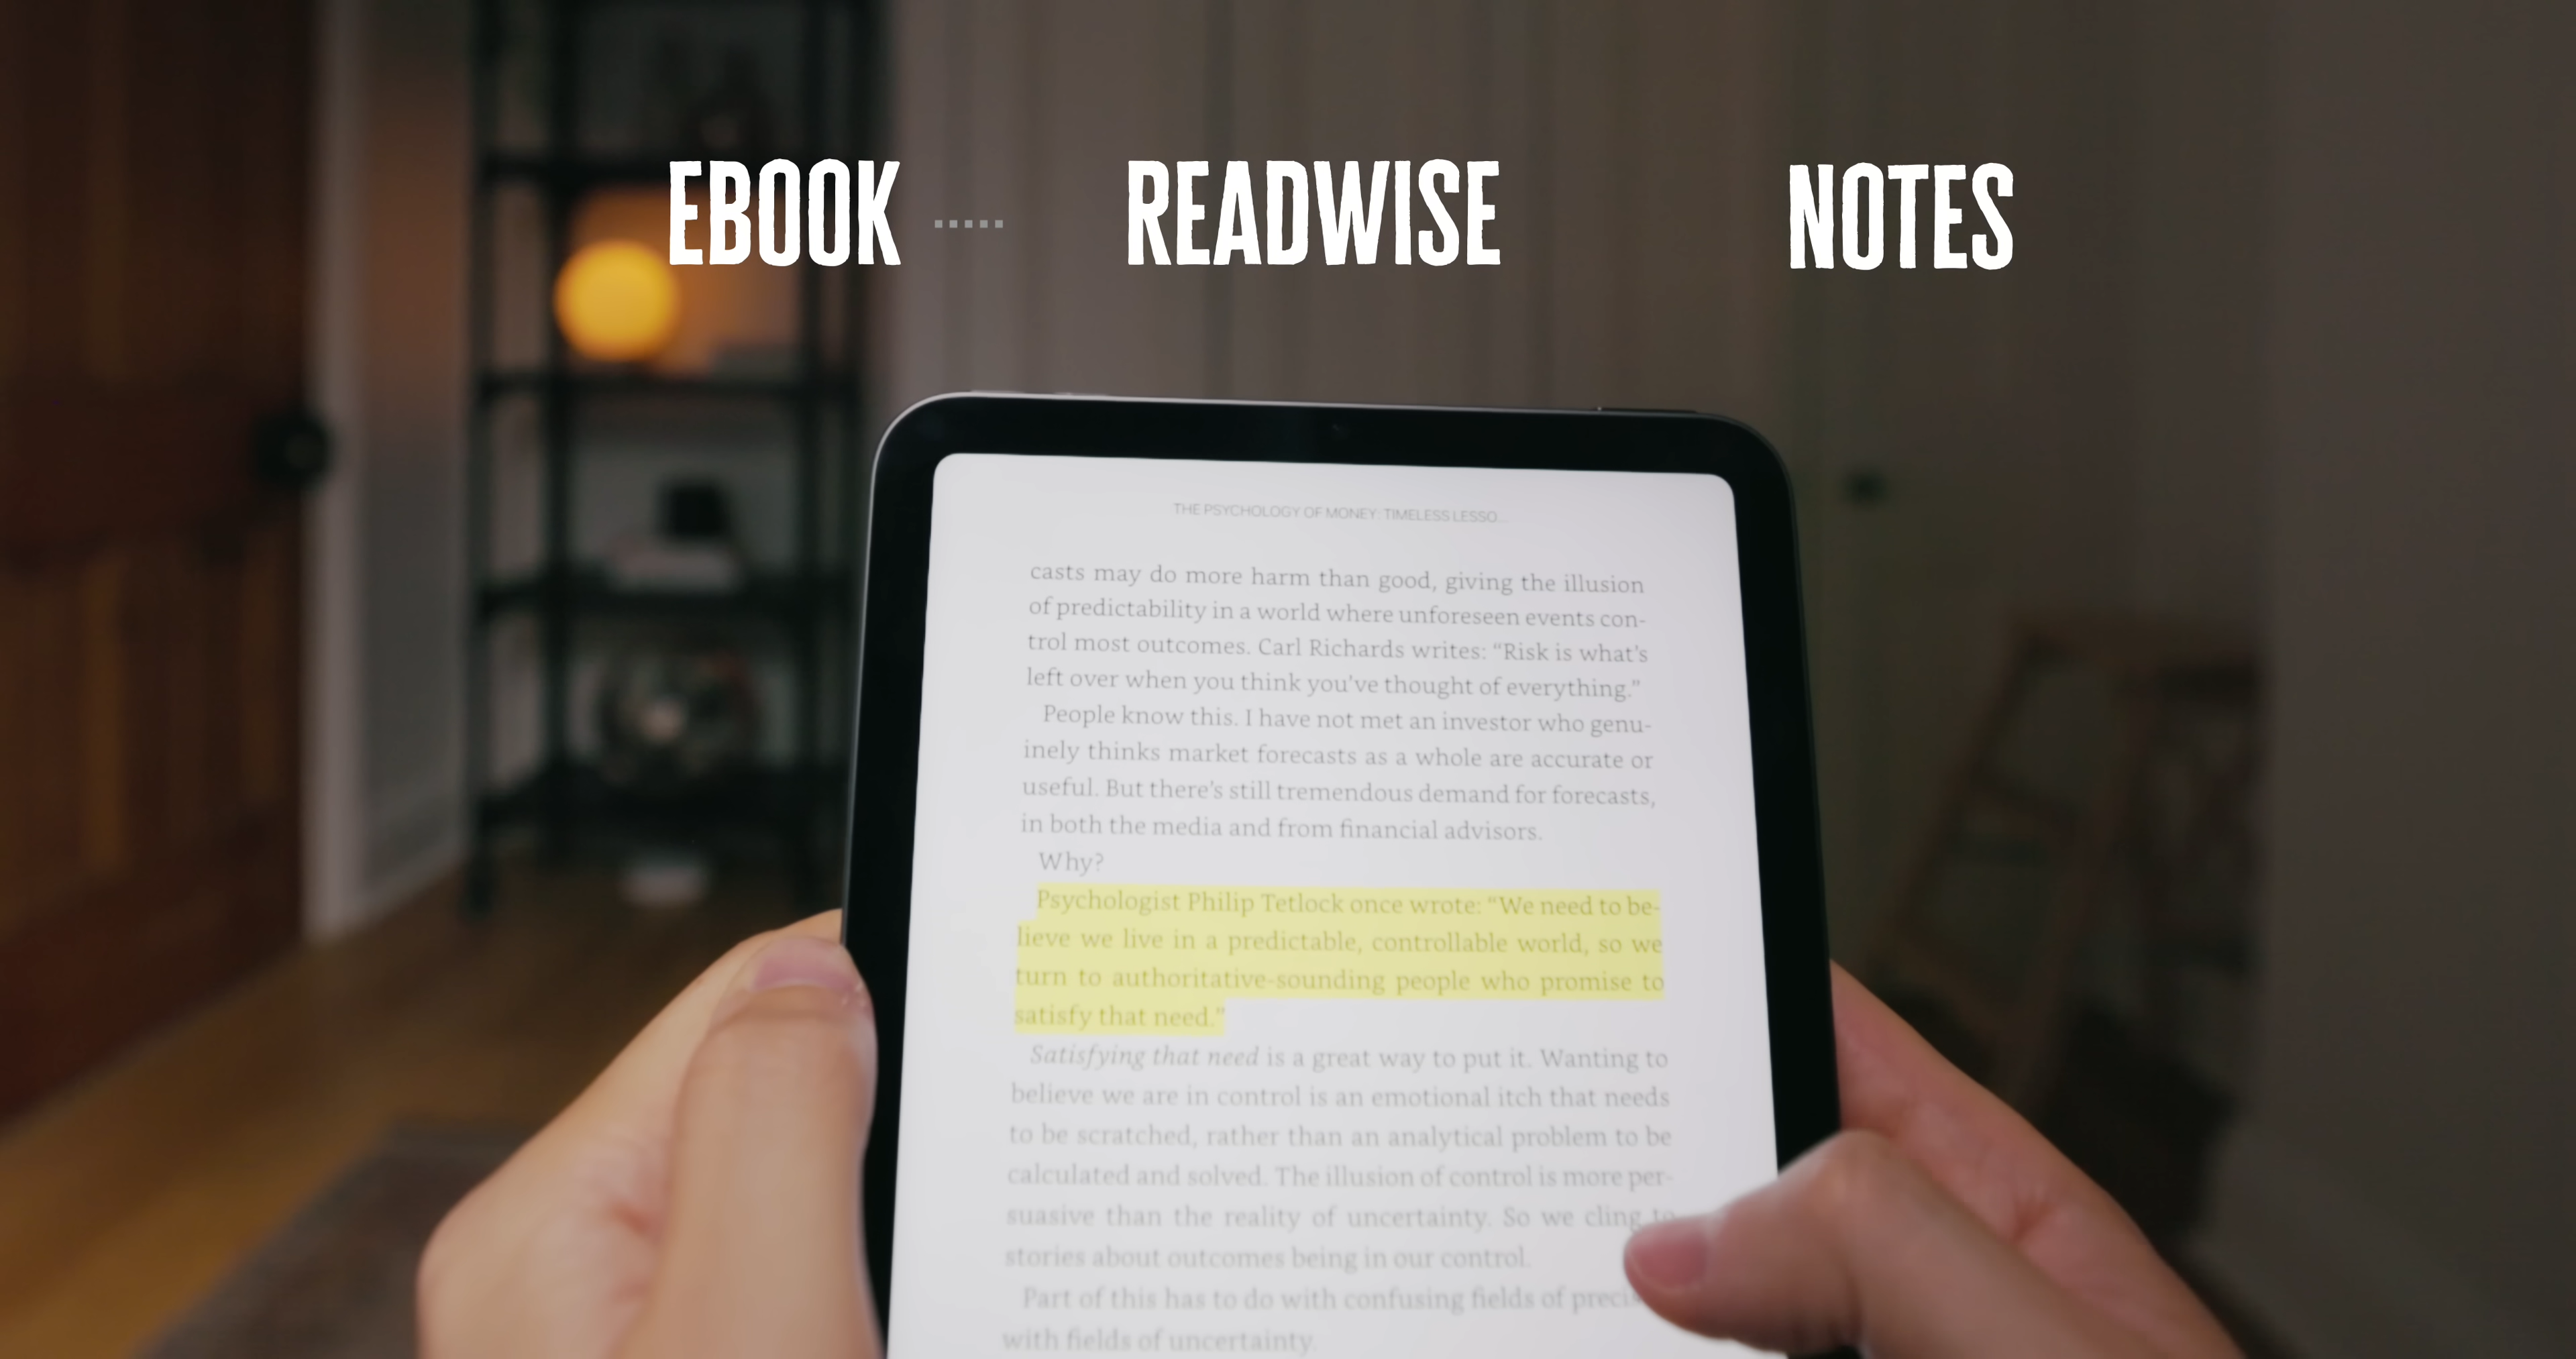 EBOOK ..... READWISE NOTES
THE PSYCHOLOGY OF MONEY: TIMELESS LESSO...
casts may do more harm than good, giving the illusion
of predictability in a world where unforeseen events con-
trol most outcomes. Carl Richards writes: “Risk is what’s
left over when you think you've thought of everything.”
People know this. I have not met an investor who genu-
inely thinks market forecasts as a whole are accurate or
useful. But there’s still tremendous demand for forecasts,
in both the media and from financial advisors.
Why?
Psychologist Philip Tetlock once wrote: “We need to be-
lieve we live in a predictable, controllable world, so we
turn to authoritative-sounding people who promise to
satisfy that need.”
Satisfying that need is a great way to put it. Wanting to
believe we are in control is an emotional itch that needs
to be scratched, rather than an analytical problem to be
calculated and solved. The illusion of control is more per-
suasive than the reality of uncertainty. So we cling to
stories about outcomes being in our control.
Part of this has to do with confusing fields of
with fields of uncertainty.